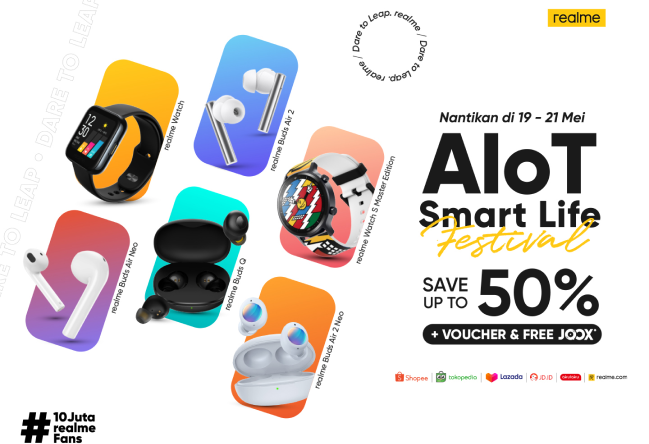 DARE TO LEAP • DARE TO LEAP
Dare to Leap. realme / Dare to Leap. realme /
realme
realme Watch
realme Buds Air 2
realme Watch S Master Edition
realme Buds Air Neo
realme Buds Q
realme Buds Air 2 Neo
Nantikan di 19 - 21 Mei
AIoT
Smart Life
Festival
SAVE
UP TO 50%
+ VOUCHER & FREE JOOX
Shopee tokopedia Lazada JD.ID akulaku realme.com
#10Juta
realme
Fans